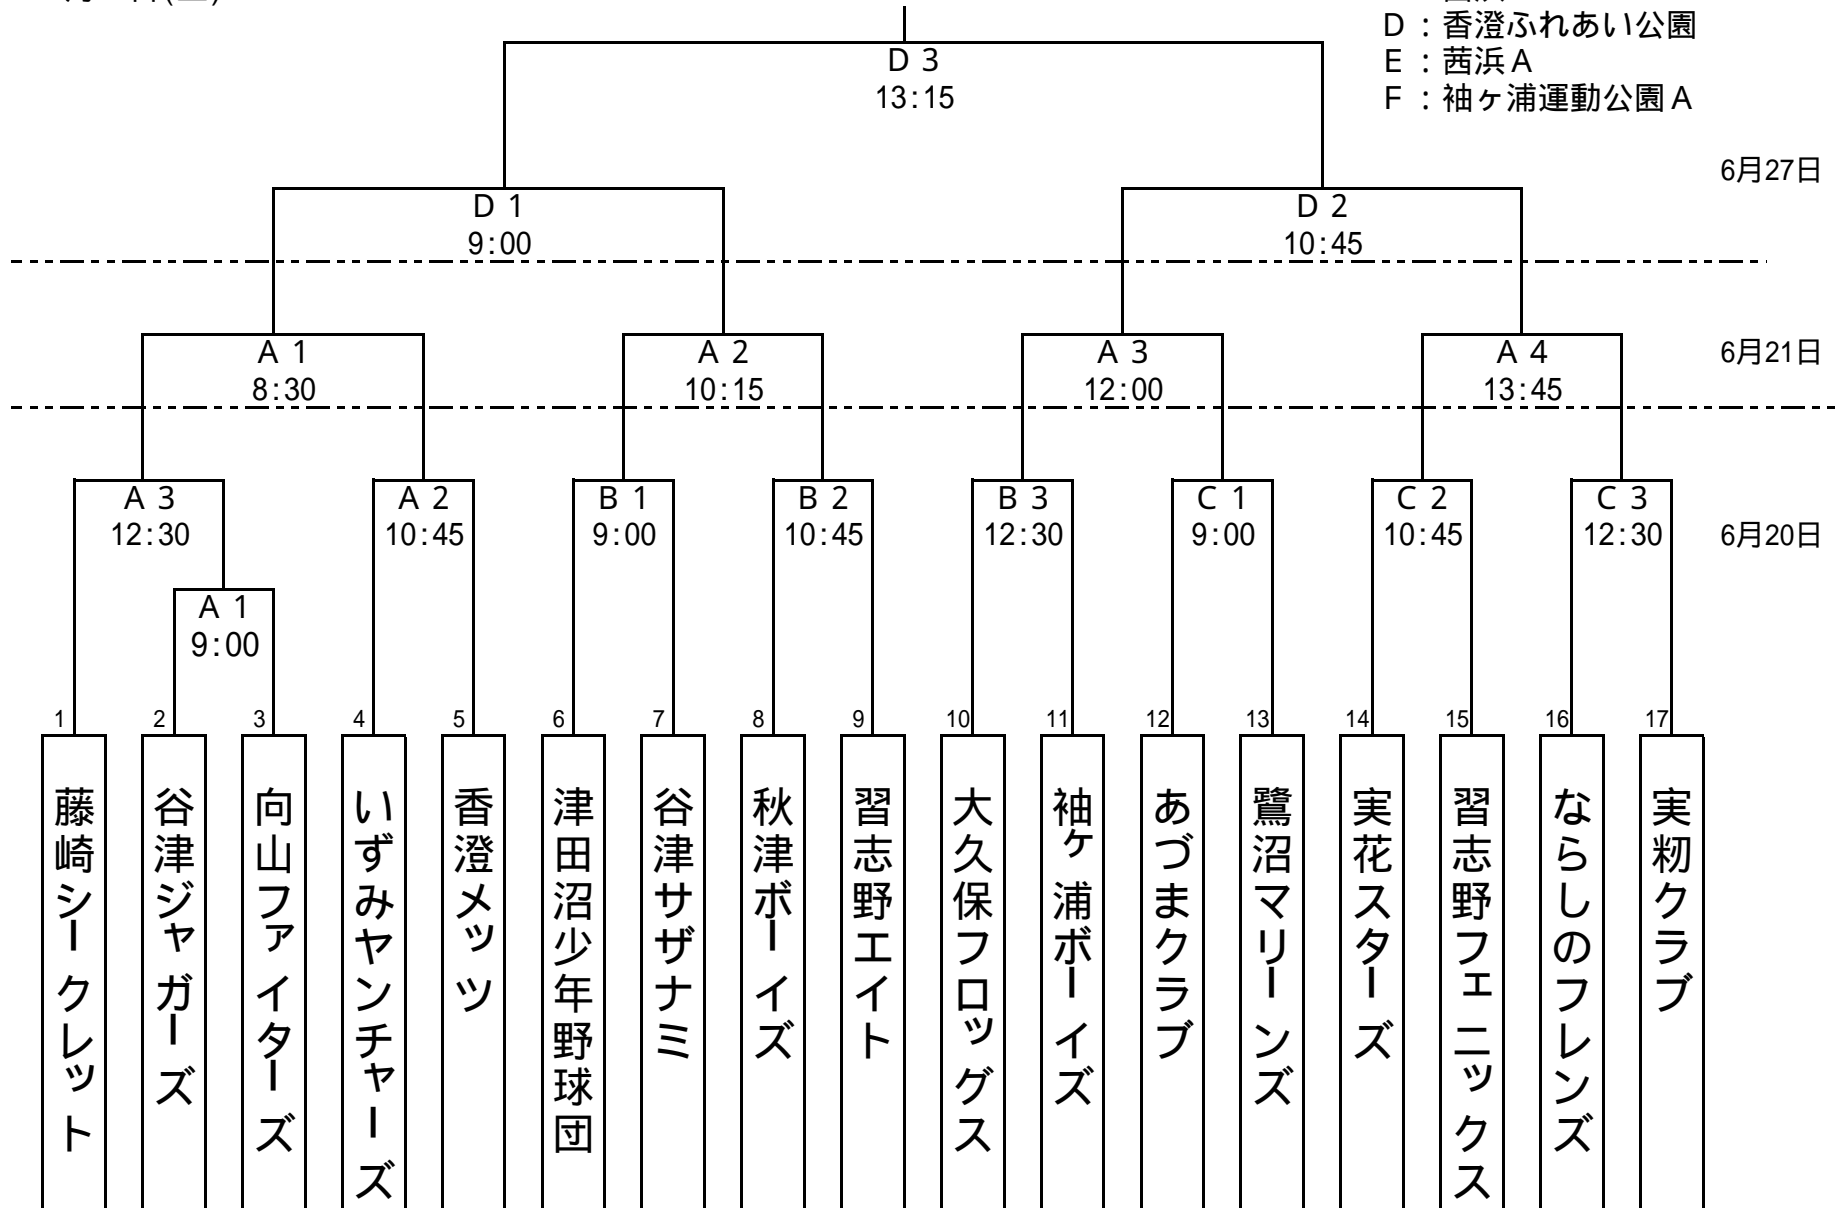 D:香澄ふれあい公園
E:茜浜A
F:袖ヶ浦運動公園A
D 3
13:15
6月27日
D 1
9:00
D 2
10:45
A 1
8:30
A 2
10:15
A 3
12:00
A 4
13:45
6月21日
A 3
12:30
A 2
10:45
B 1
9:00
B 2
10:45
B 3
12:30
C 1
9:00
C 2
10:45
C 3
12:30
6月20日
A 1
9:00
1
2
3
4
5
6
7
8
9
10
11
12
13
14
15
16
17
藤崎シークレット
谷津ジャガーズ
向山ファイターズ
いずみヤンチャーズ
香澄メッツ
津田沼少年野球団
谷津サザナミ
秋津ボーイズ
習志野エイト
大久保フロッグス
袖ヶ浦ボーイズ
あづまクラブ
鷺沼マリーンズ
実花スターズ
習志野フェニックス
ならしのフレンズ
実籾クラブ